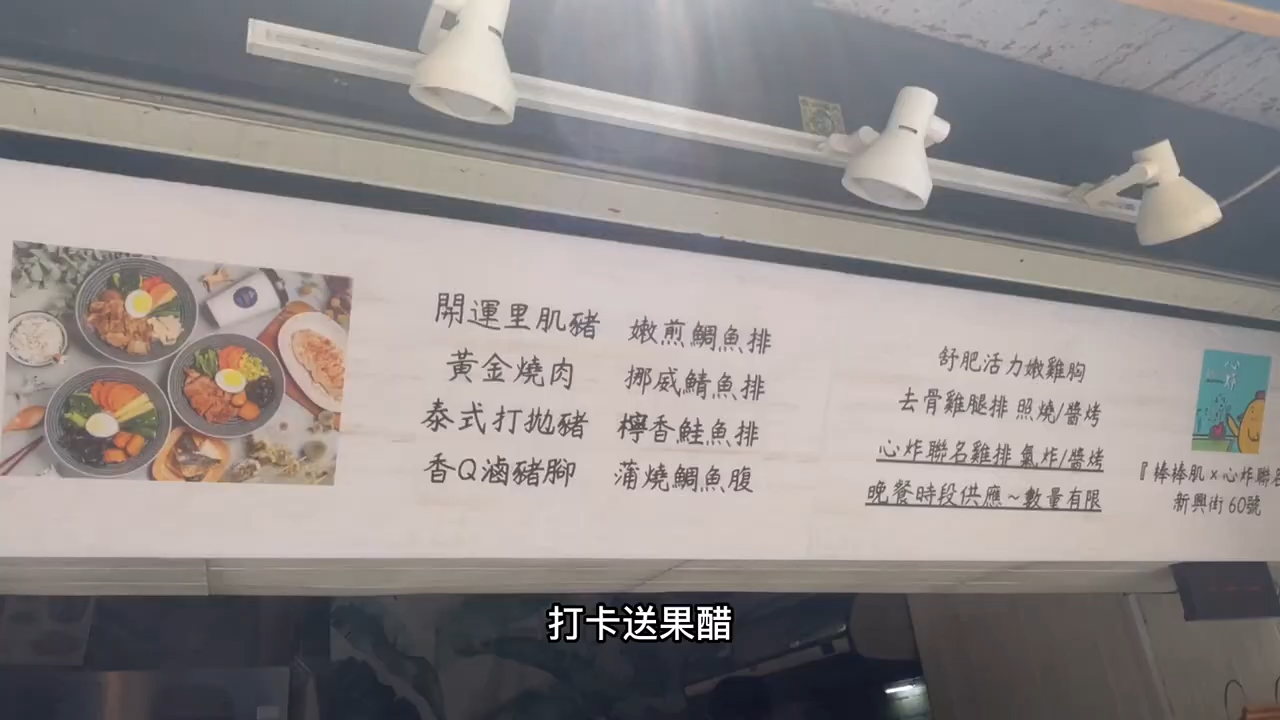 開運里肌豬
黃金燒肉
泰式打拋豬
香Q滷豬腳
嫩煎鯛魚排
挪威鯖魚排
檸香鮭魚排
蒲燒鯛魚腹
舒肥活力嫩雞胸
去骨雞腿排 照燒/醬烤
心炸聯名雞排 氣炸/醬烤
晚餐時段供應~數量有限
心炸
『棒棒肌×心炸聯名
新興街60號
打卡送果醋